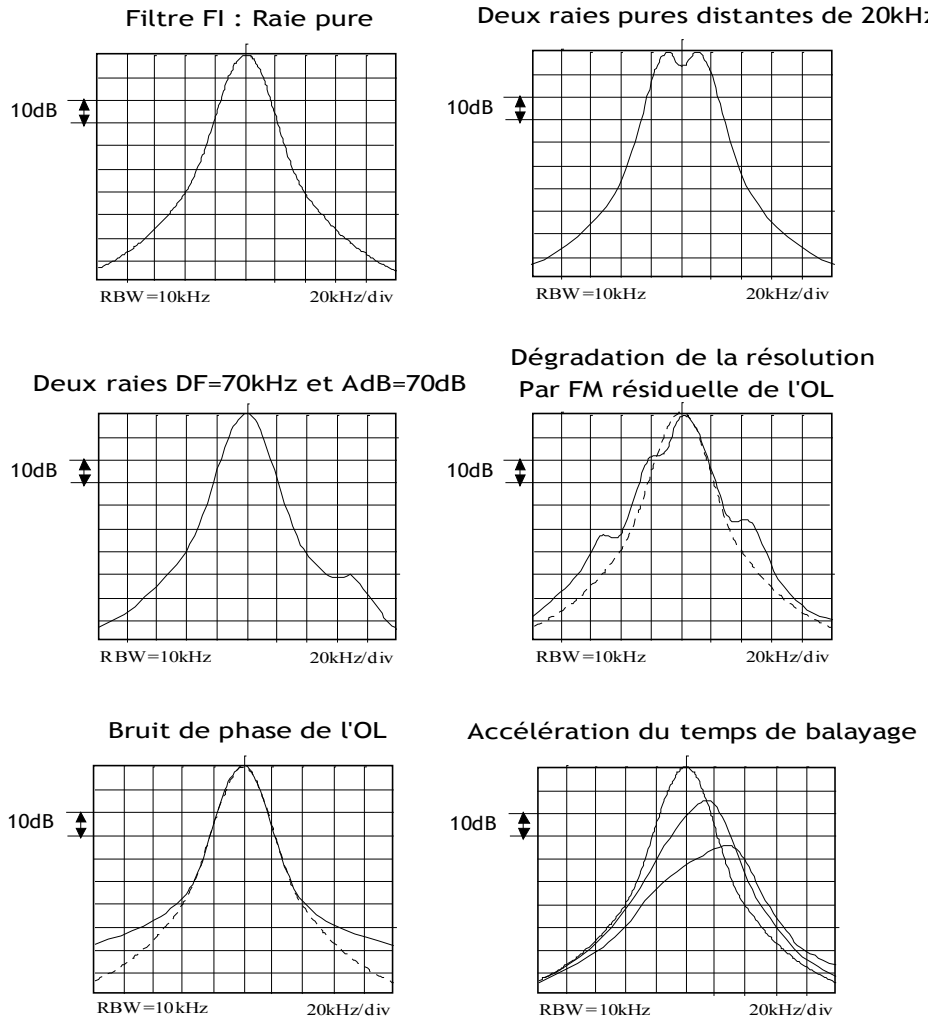 Filtre FI : Raie pure
10dB
RBW=10kHz 20kHz/div
Deux raies pures distantes de 20kHz
10dB
RBW=10kHz 20kHz/div
Deux raies DF=70kHz et AdB=70dB
10dB
RBW=10kHz 20kHz/div
Dégradation de la résolution
Par FM résiduelle de l'OL
10dB
RBW=10kHz 20kHz/div
Bruit de phase de l'OL
10dB
RBW=10kHz 20kHz/div
Accélération du temps de balayage
10dB
RBW=10kHz 20kHz/div